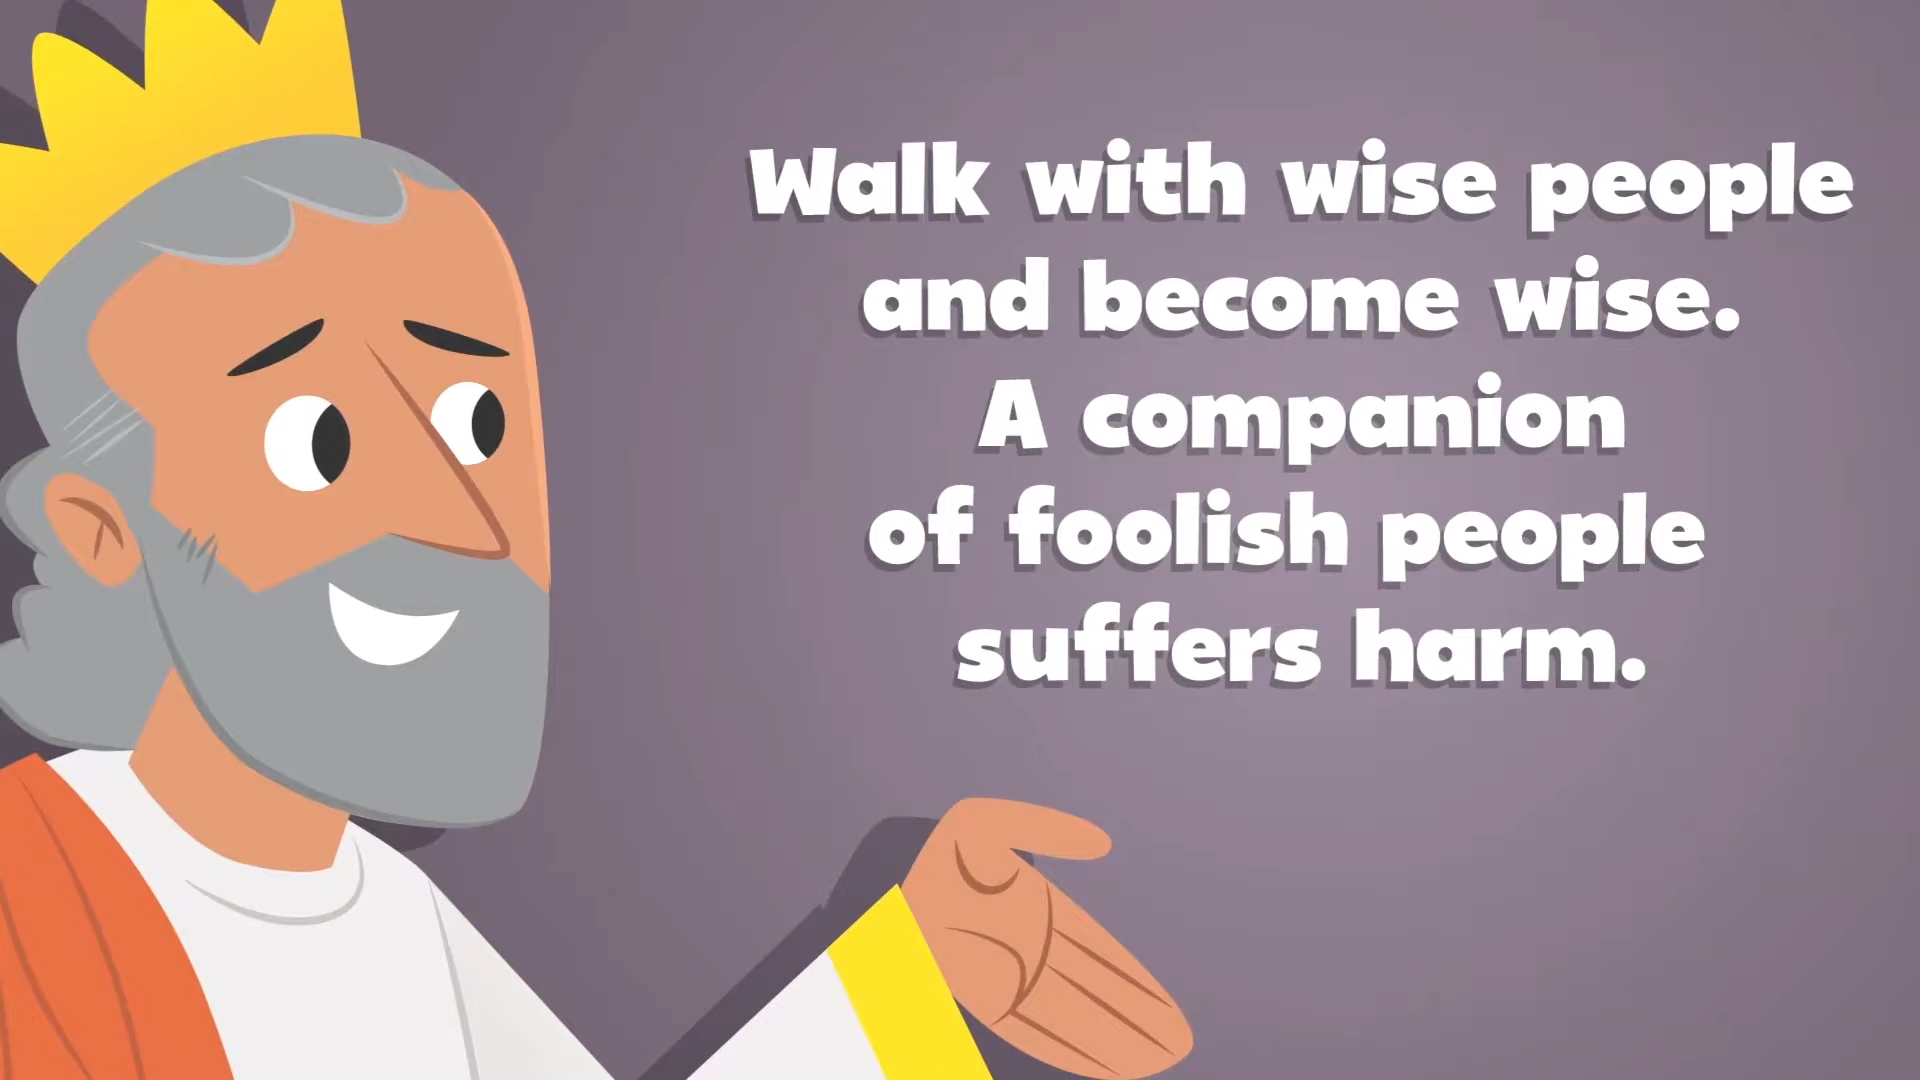 Walk with wise people
and become wise.
A companion
of foolish people
suffers harm.